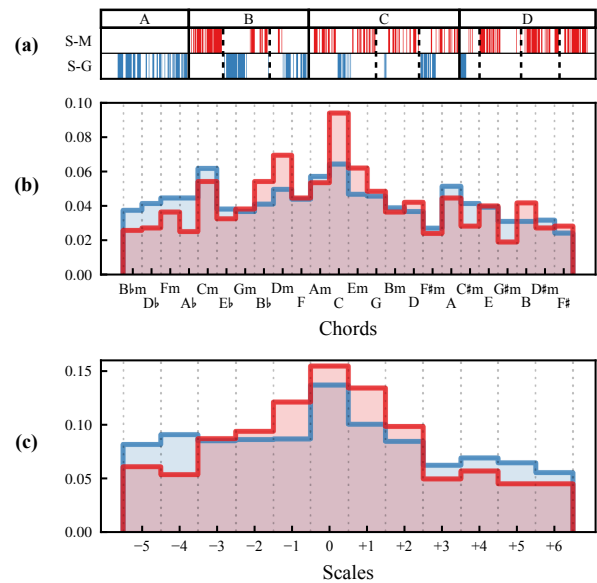 A B C D
(a) S-M
S-G
0.10
0.08
(b) 0.06
0.04
0.02
0.00
B♭m Fm Cm Gm Dm Am Em Bm F♯m C♯m G♯m D♯m
D♭ A♭ E♭ B♭ F C G D A E B F♯
Chords
0.15
(c) 0.10
0.05
0.00
−5 −4 −3 −2 −1 0 +1 +2 +3 +4 +5 +6
Scales